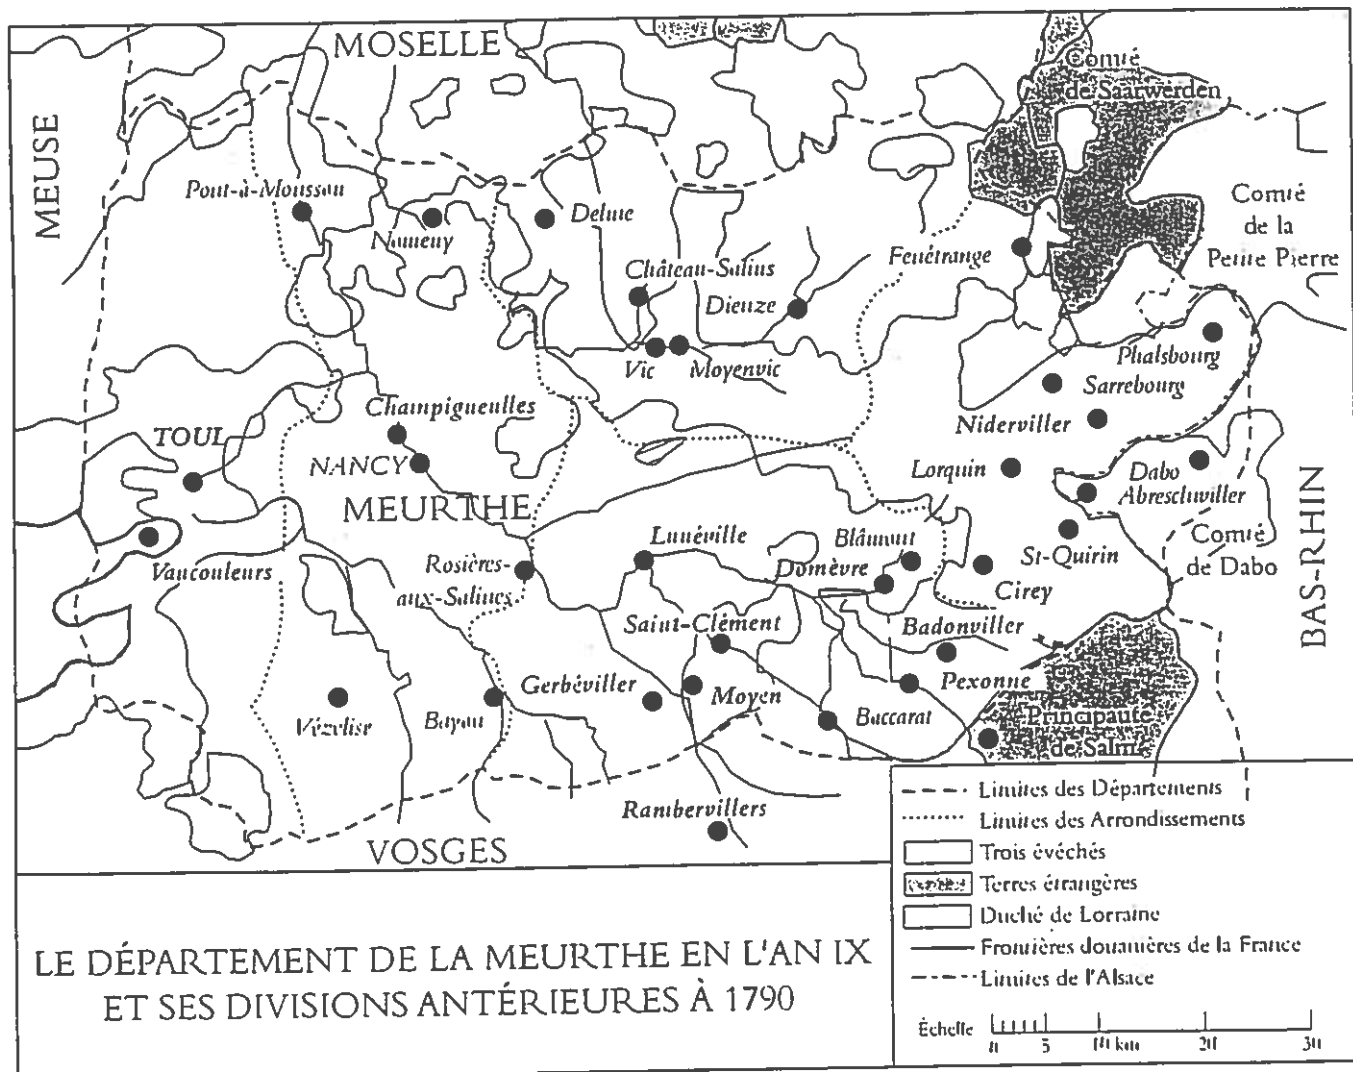 MOSELLE
MEUSE
Comté
de Saarwerden
Pont-à-Mousson
Nomeny
Delme
Comté
de la
Petite Pierre
Fenétrange
Château-Salins
Dieuze
Vic
Moyenvic
Phalsbourg
Sarrebourg
Niderviller
Champigneulles
TOUL
NANCY
Lorquin
Dabo
Abreschwiller
MEURTHE
Vaucouleurs
Rosières-
aux-Salines
Lunéville
Blâmont
Domèvre
St-Quirin
Cirey
Comté
de Dabo
BAS-RHIN
Saint-Clément
Badonviller
Gerbéviller
Moyen
Pexonne
Vézelise
Bayon
Baccarat
Principauté
de Salm
Rambervillers
VOSGES
Limites des Départements
Limites des Arrondissements
Trois évéchés
Terres étrangères
Duché de Lorraine
Frontières douanières de la France
Limites de l'Alsace
Échelle
0 5 10 km 20 30
LE DÉPARTEMENT DE LA MEURTHE EN L'AN IX
ET SES DIVISIONS ANTÉRIEURES À 1790